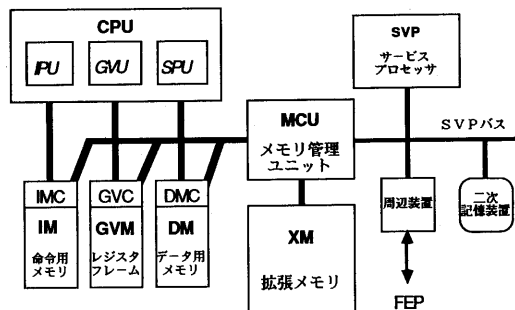 CPU
IPU GVU SPU
SVP
サービス
プロセッサ
MCU
メモリ管理
ユニット
SVPバス
IMC
IM
命令用
メモリ
GVC
GVM
レジスタ
フレーム
DMC
DM
データ用
メモリ
XM
拡張メモリ
周辺装置
二次
記憶装置
FEP